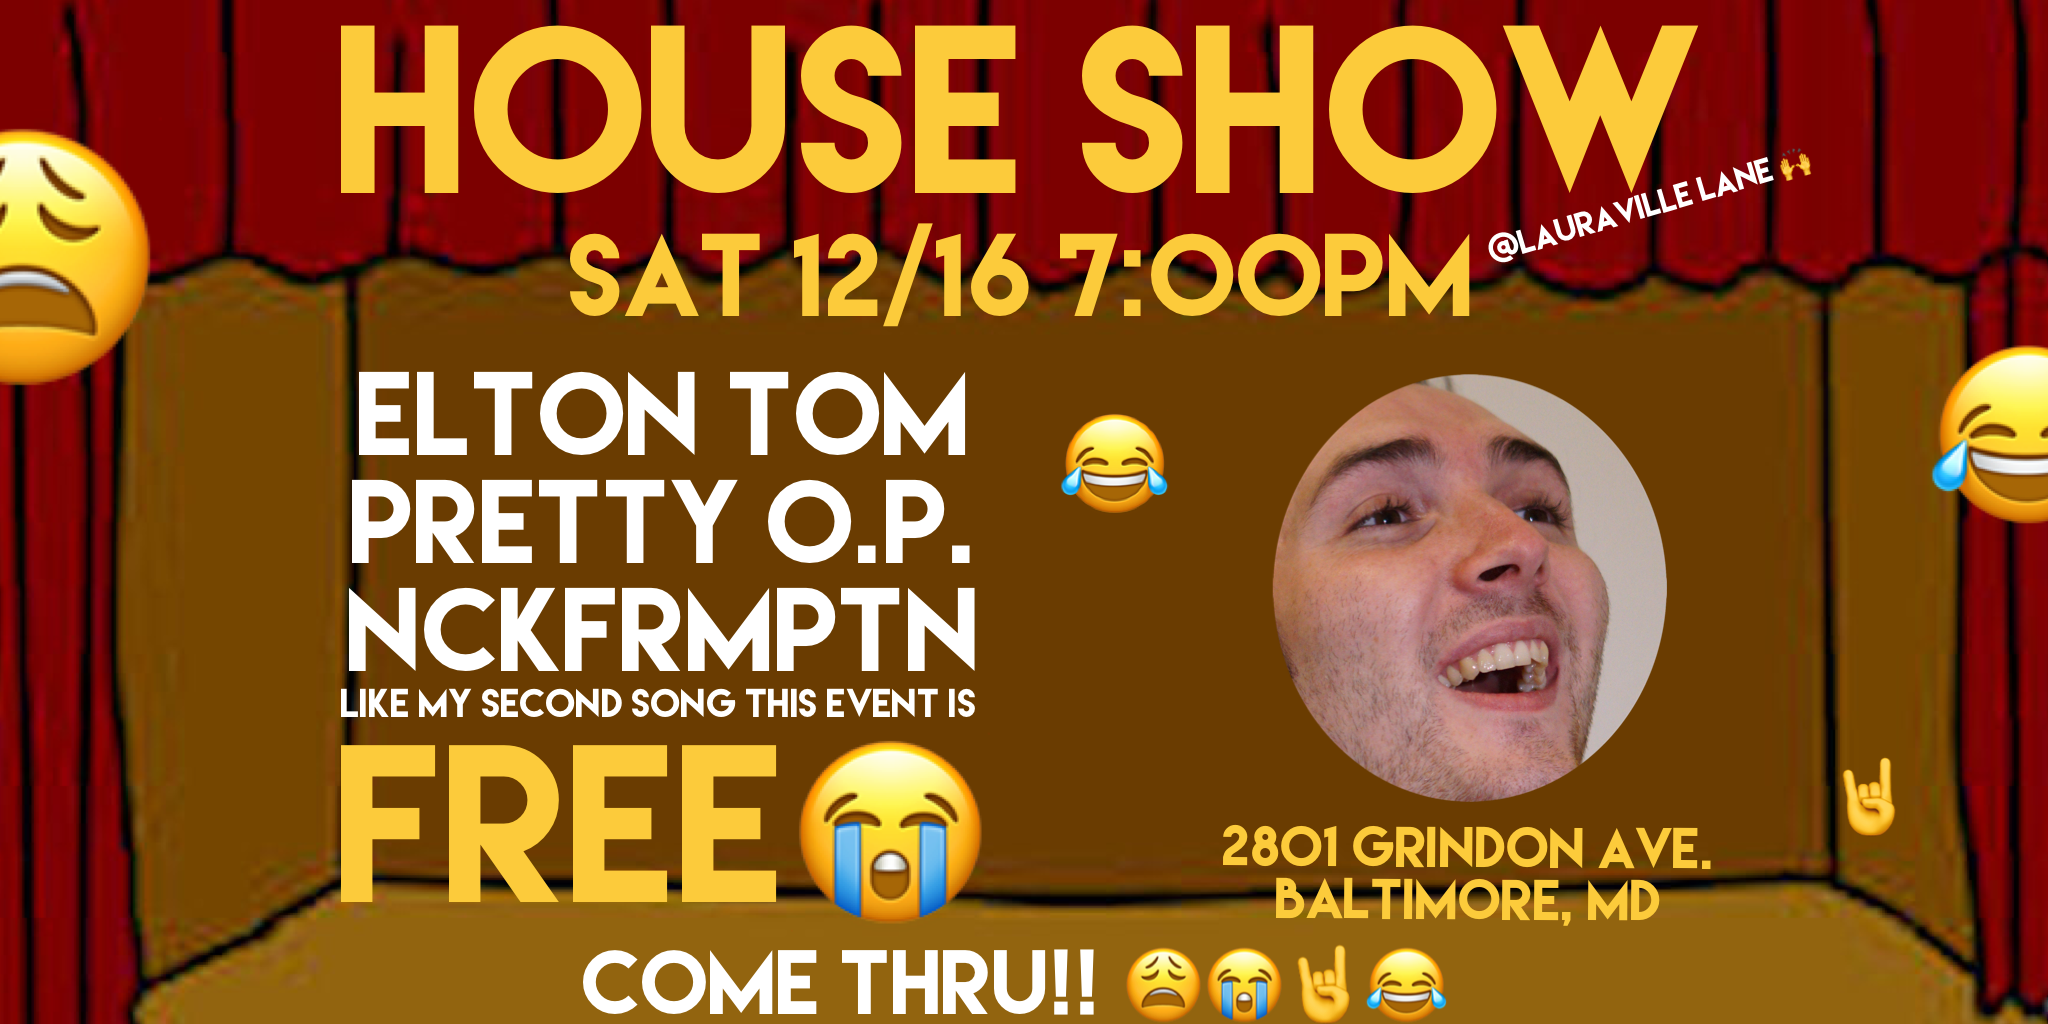 HOUSE SHOW
@LAURAVILLE LANE 🙌
SAT 12/16 7:00PM
ELTON TOM
PRETTY O.P.
NCKFRMPTN
LIKE MY SECOND SONG THIS EVENT IS
FREE😭
2801 GRINDON AVE.
BALTIMORE, MD
COME THRU!! 😩😭🤘😂